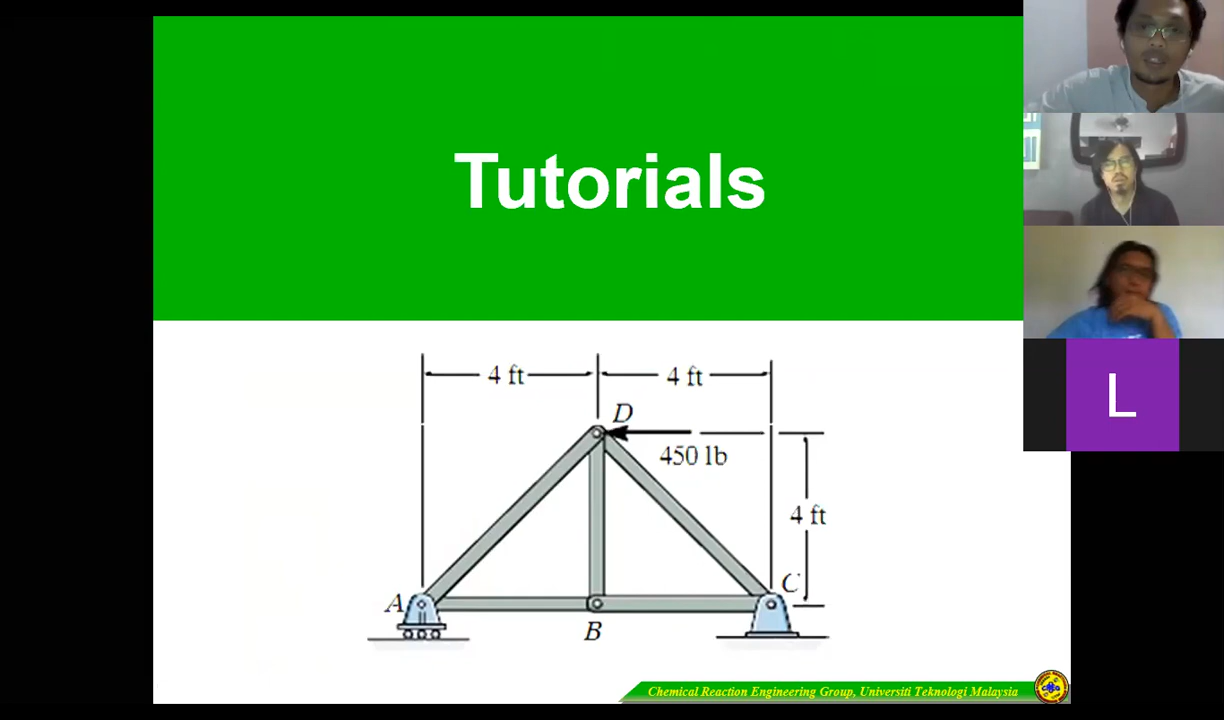 Tutorials
4 ft
4 ft
D
450 lb
4 ft
A
B
C
Chemical Reaction Engineering Group, Universiti Teknologi Malaysia
L